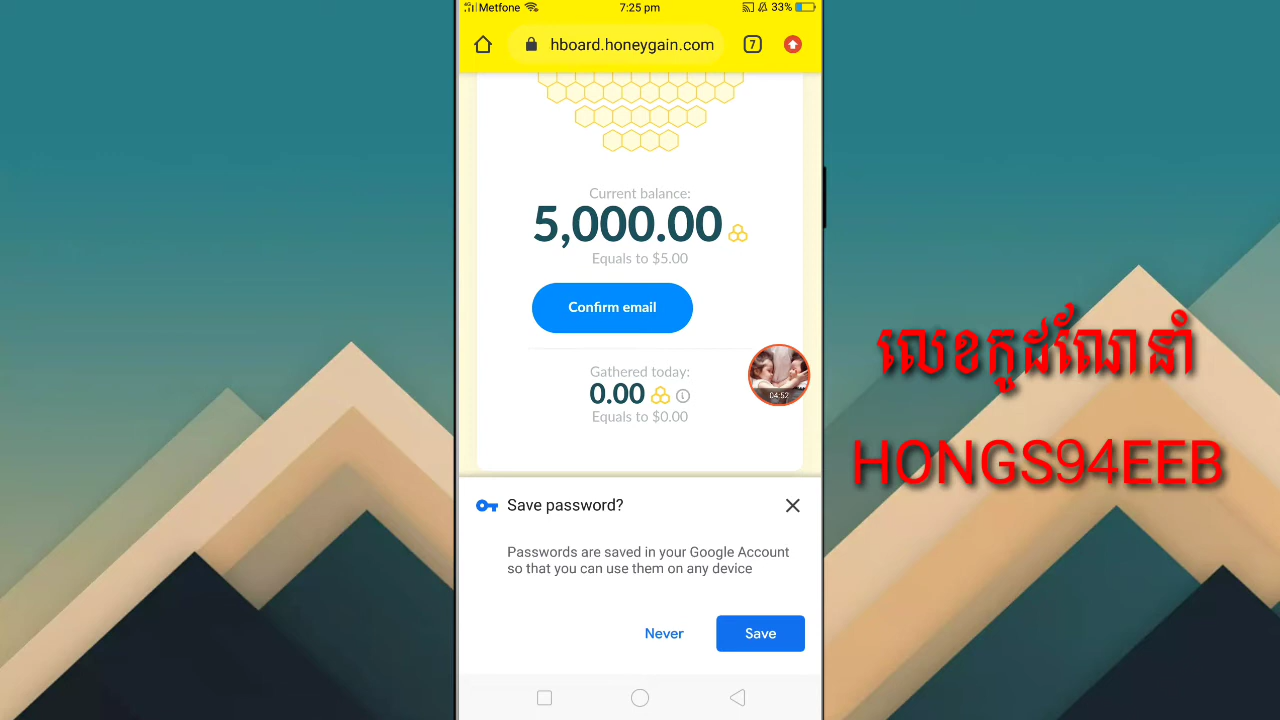 4G Metfone 7:25 pm 33%
hboard.honeygain.com 7
Current balance:
5,000.00
Equals to $5.00
Confirm email
Gathered today:
0.00
Equals to $0.00
04:52
Save password?
Passwords are saved in your Google Account
so that you can use them on any device
Never Save
លេខកូដណែនាំ
HONGS94EEB